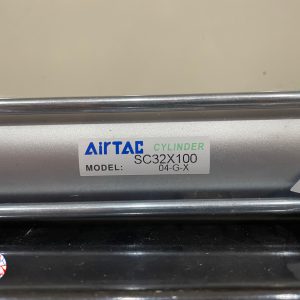 AirTAC CYLINDER
MODEL: SC32X100
04-G-X